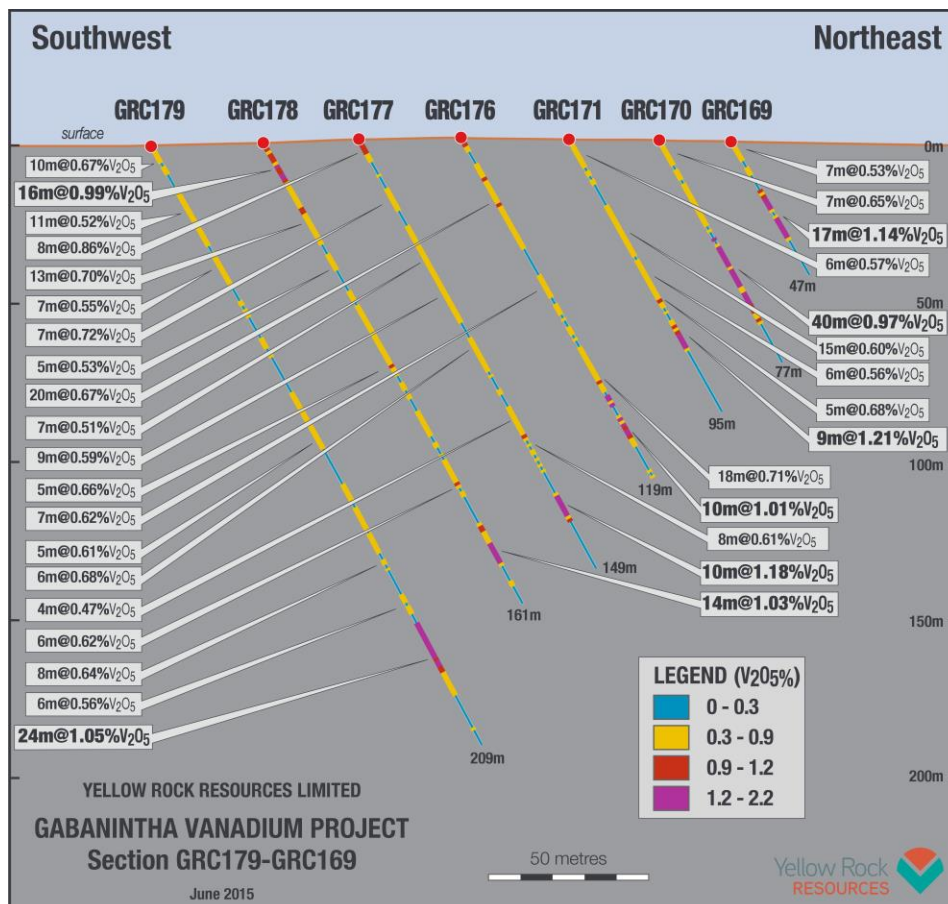 Southwest
Northeast
GRC179 GRC178 GRC177 GRC176 GRC171 GRC170 GRC169
surface
10m@0.67%V₂O₅
16m@0.99%V₂O₅
11m@0.52%V₂O₅
8m@0.86%V₂O₅
13m@0.70%V₂O₅
7m@0.55%V₂O₅
7m@0.72%V₂O₅
5m@0.53%V₂O₅
20m@0.67%V₂O₅
7m@0.51%V₂O₅
9m@0.59%V₂O₅
5m@0.66%V₂O₅
7m@0.62%V₂O₅
5m@0.61%V₂O₅
6m@0.68%V₂O₅
4m@0.47%V₂O₅
6m@0.62%V₂O₅
8m@0.64%V₂O₅
6m@0.56%V₂O₅
24m@1.05%V₂O₅
7m@0.53%V₂O₅
7m@0.65%V₂O₅
17m@1.14%V₂O₅
6m@0.57%V₂O₅
40m@0.97%V₂O₅
15m@0.60%V₂O₅
6m@0.56%V₂O₅
5m@0.68%V₂O₅
9m@1.21%V₂O₅
18m@0.71%V₂O₅
10m@1.01%V₂O₅
8m@0.61%V₂O₅
10m@1.18%V₂O₅
14m@1.03%V₂O₅
0m
50m
100m
150m
200m
47m
77m
95m
119m
149m
161m
209m
LEGEND (V₂O₅%)
0 - 0.3
0.3 - 0.9
0.9 - 1.2
1.2 - 2.2
YELLOW ROCK RESOURCES LIMITED
GABANINTHA VANADIUM PROJECT
Section GRC179-GRC169
June 2015
50 metres
Yellow Rock
RESOURCES